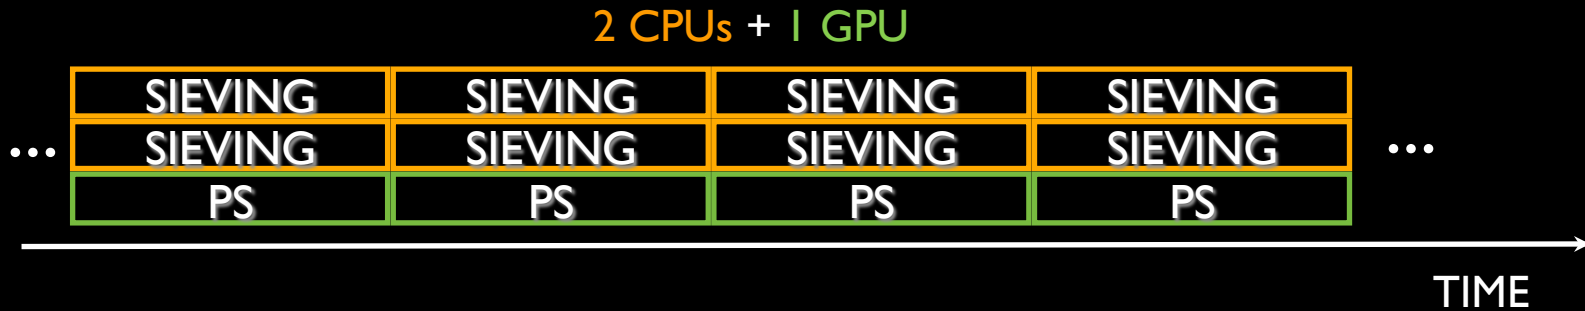 2 CPUs + 1 GPU
SIEVING SIEVING SIEVING SIEVING
... SIEVING SIEVING SIEVING SIEVING ...
PS PS PS PS
TIME